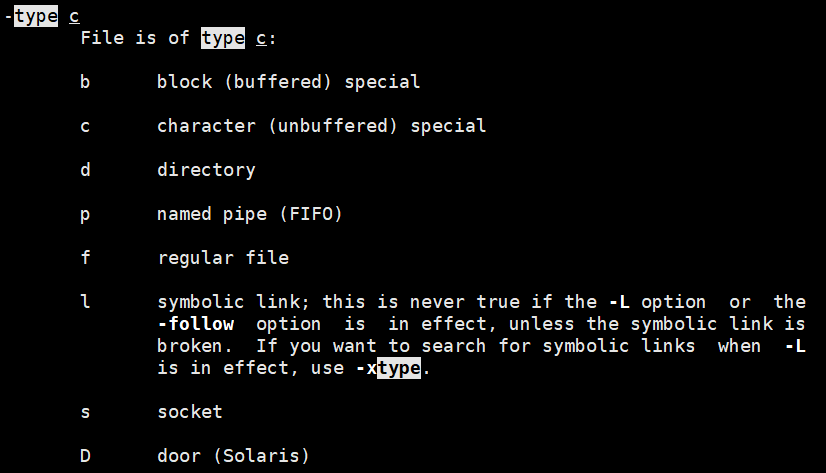 -type c
File is of type c:
b block (buffered) special
c character (unbuffered) special
d directory
p named pipe (FIFO)
f regular file
l symbolic link; this is never true if the -L option or the
-follow option is in effect, unless the symbolic link is
broken. If you want to search for symbolic links when -L
is in effect, use -xtype.
s socket
D door (Solaris)